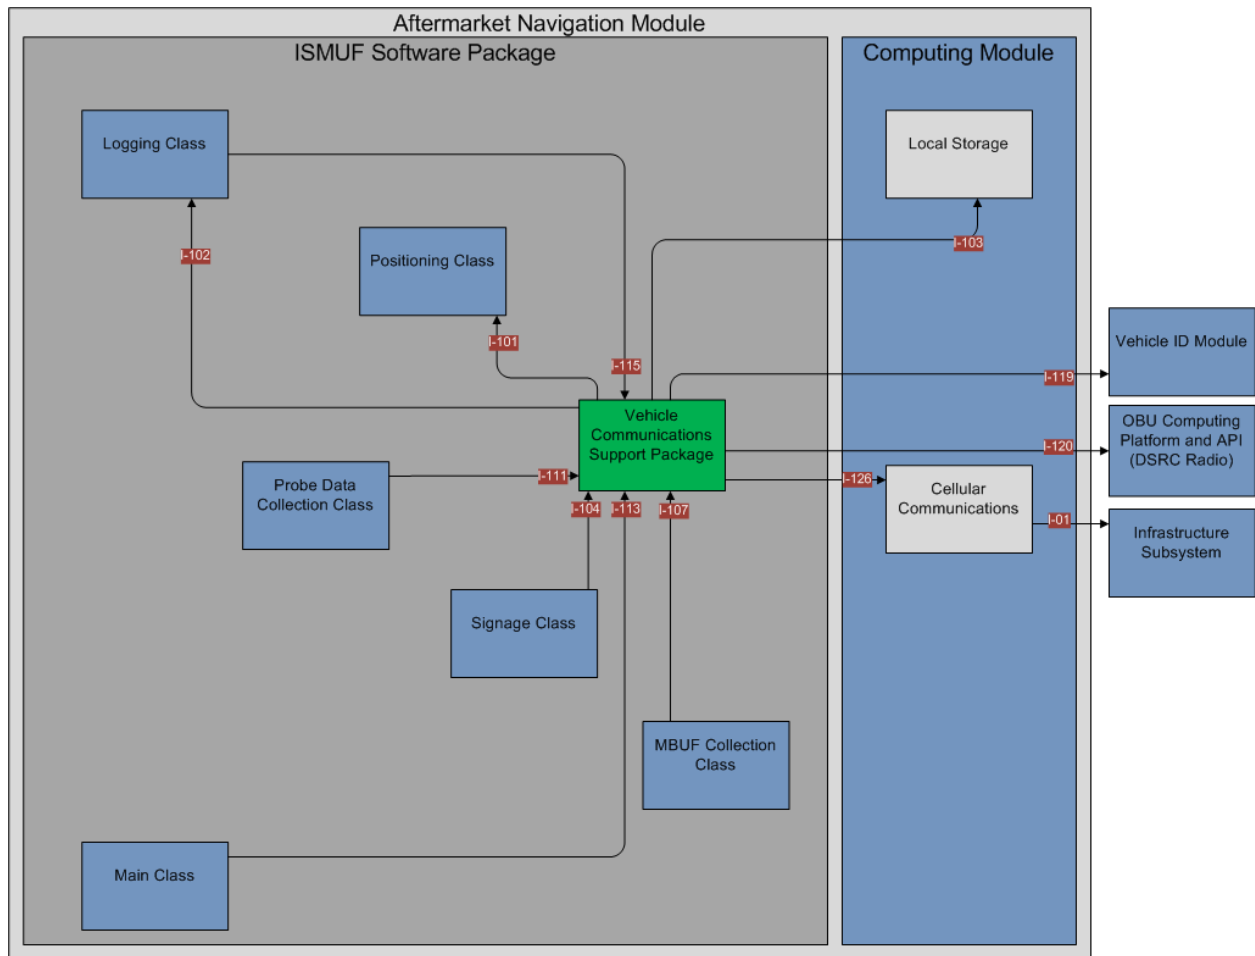 Aftermarket Navigation Module
ISMUF Software Package
Computing Module
Logging Class
Local Storage
I-102
I-103
Positioning Class
I-101
I-115
Vehicle ID Module
I-119
Vehicle
Communications
Support Package
OBU Computing
Platform and API
(DSRC Radio)
I-120
Probe Data
Collection Class
I-111
I-126
Cellular
Communications
I-104
I-113
I-107
I-01
Infrastructure
Subsystem
Signage Class
MBUF Collection
Class
Main Class